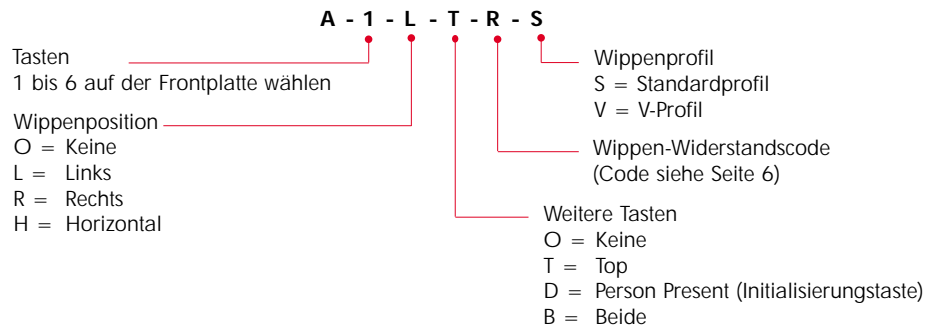 A - 1 - L - T - R - S
Tasten
1 bis 6 auf der Frontplatte wählen
Wippenposition
O = Keine
L = Links
R = Rechts
H = Horizontal
Wippenprofil
S = Standardprofil
V = V-Profil
Wippen-Widerstandscode
(Code siehe Seite 6)
Weitere Tasten
O = Keine
T = Top
D = Person Present (Initialisierungstaste)
B = Beide